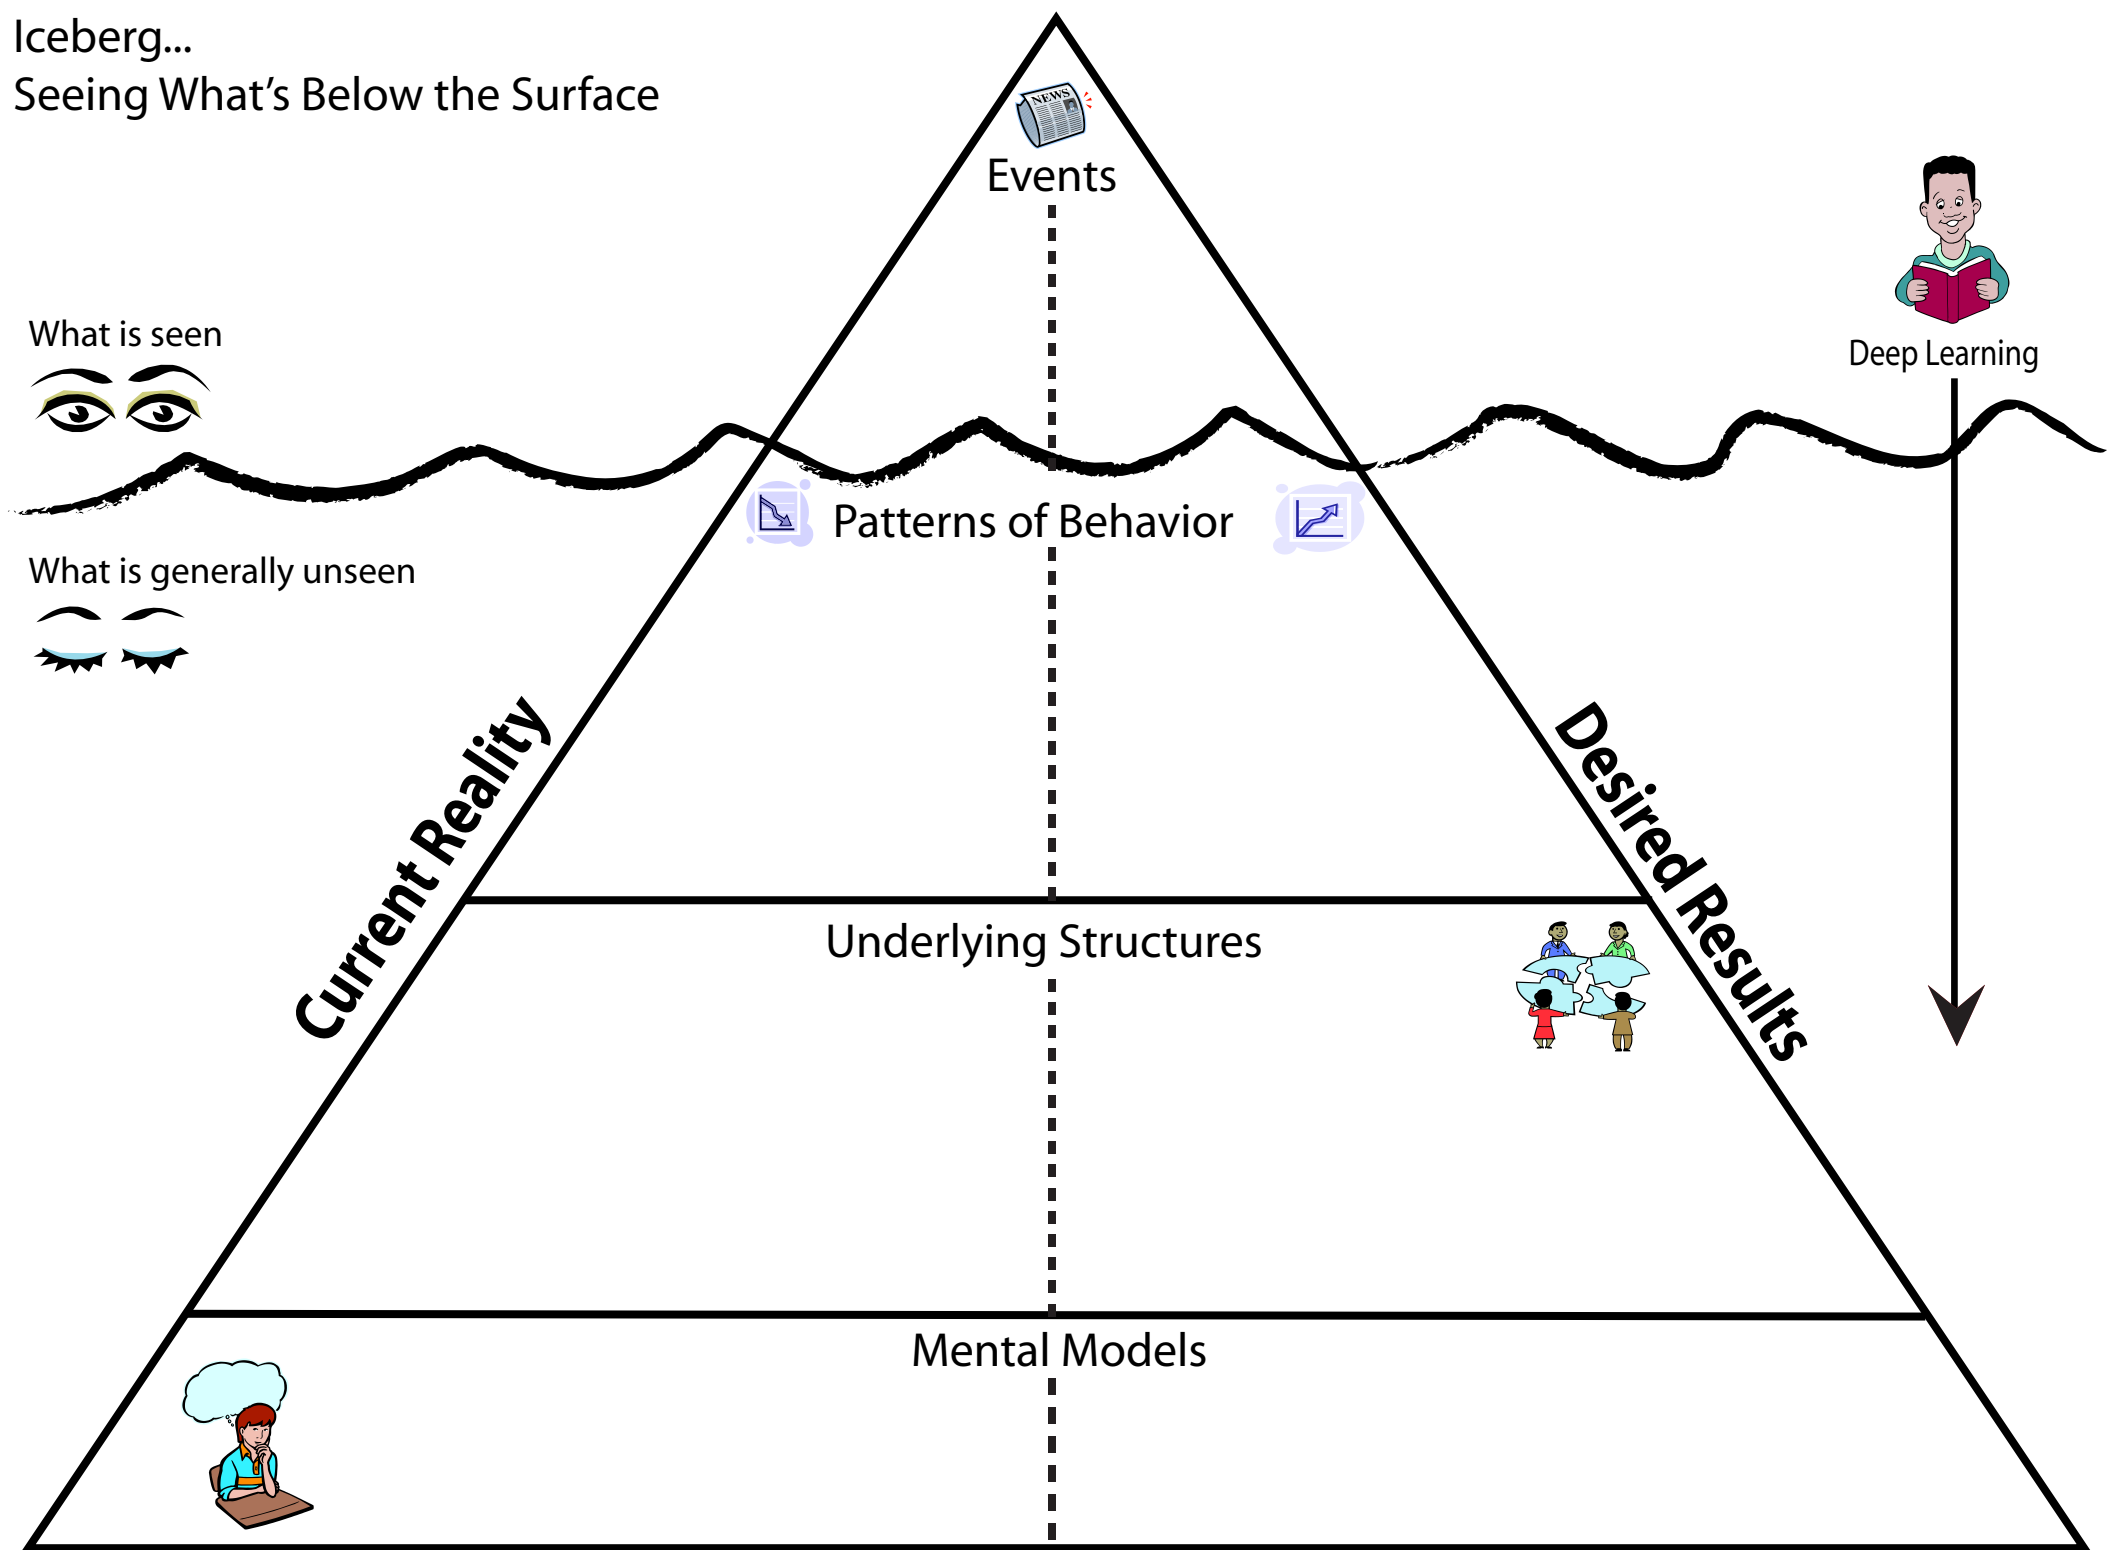 Iceberg...
Seeing What's Below the Surface
NEWS
Events
What is seen
Deep Learning
Patterns of Behavior
What is generally unseen
Current Reality
Desired Results
Underlying Structures
Mental Models